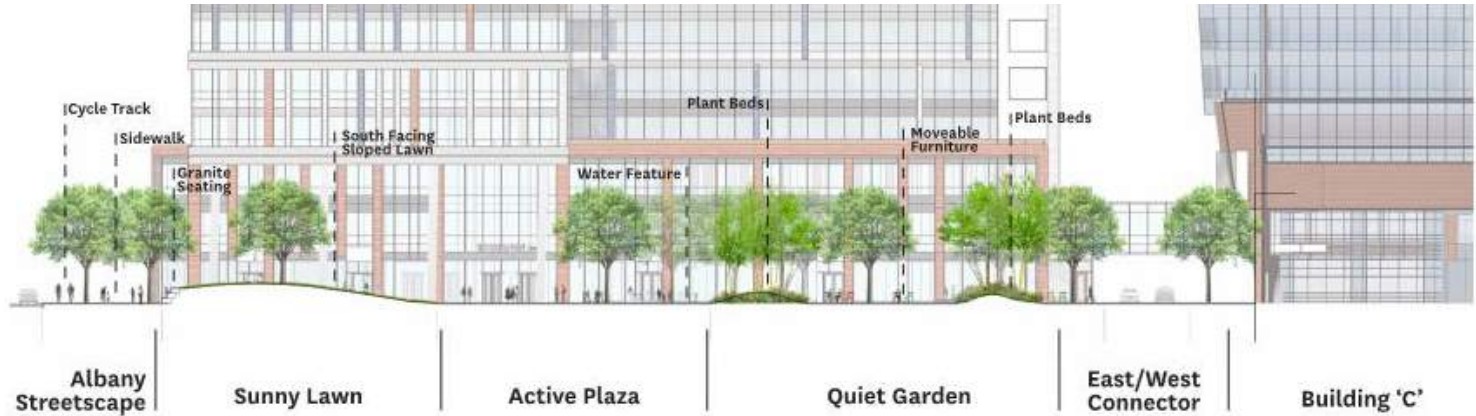 Cycle Track
Sidewalk
Granite
Seating
South Facing
Sloped Lawn
Water Feature
Plant Beds
Moveable
Furniture
Plant Beds
Albany
Streetscape
Sunny Lawn
Active Plaza
Quiet Garden
East/West
Connector
Building ‘C’